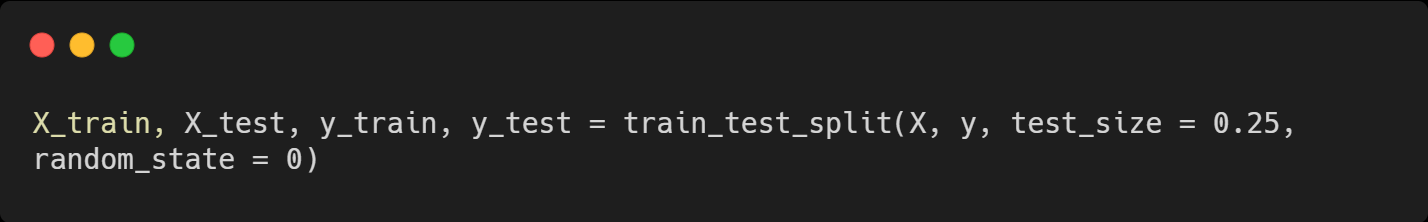 X_train, X_test, y_train, y_test = train_test_split(X, y, test_size = 0.25,
random_state = 0)